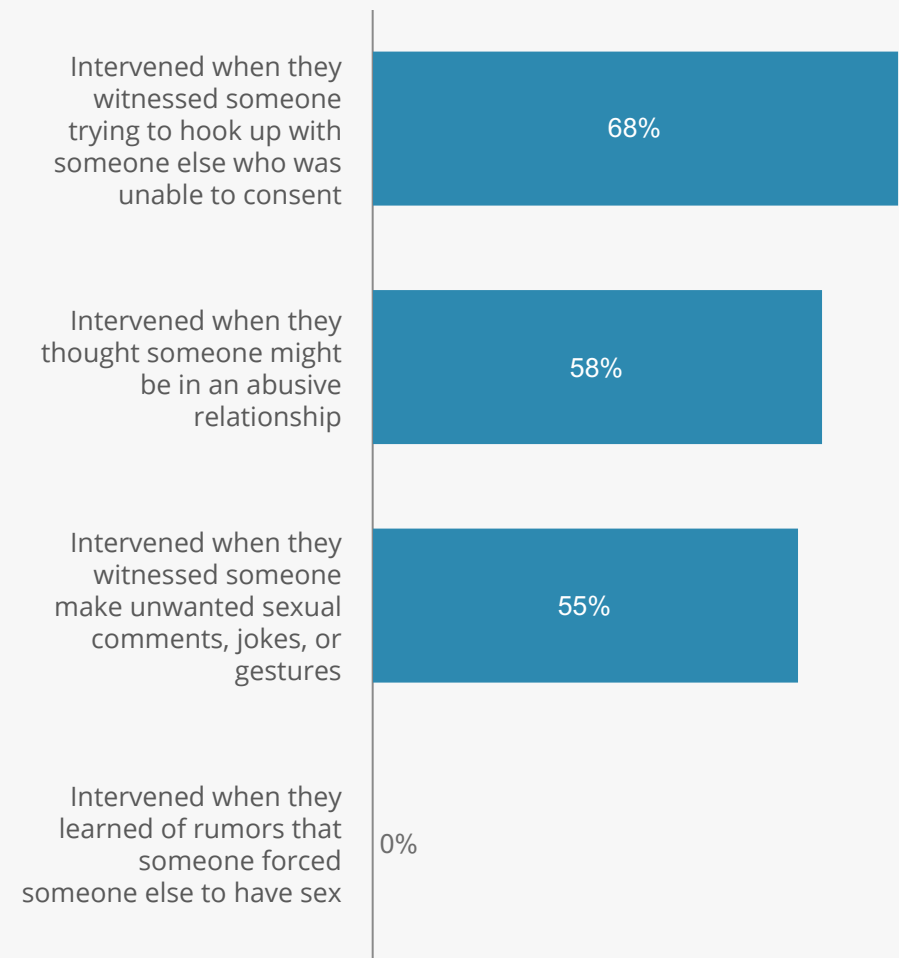 Intervened when they
witnessed someone
trying to hook up with
someone else who was
unable to consent
68%
Intervened when they
thought someone might
be in an abusive
relationship
58%
Intervened when they
witnessed someone
make unwanted sexual
comments, jokes, or
gestures
55%
Intervened when they
learned of rumors that
someone forced
someone else to have sex
0%